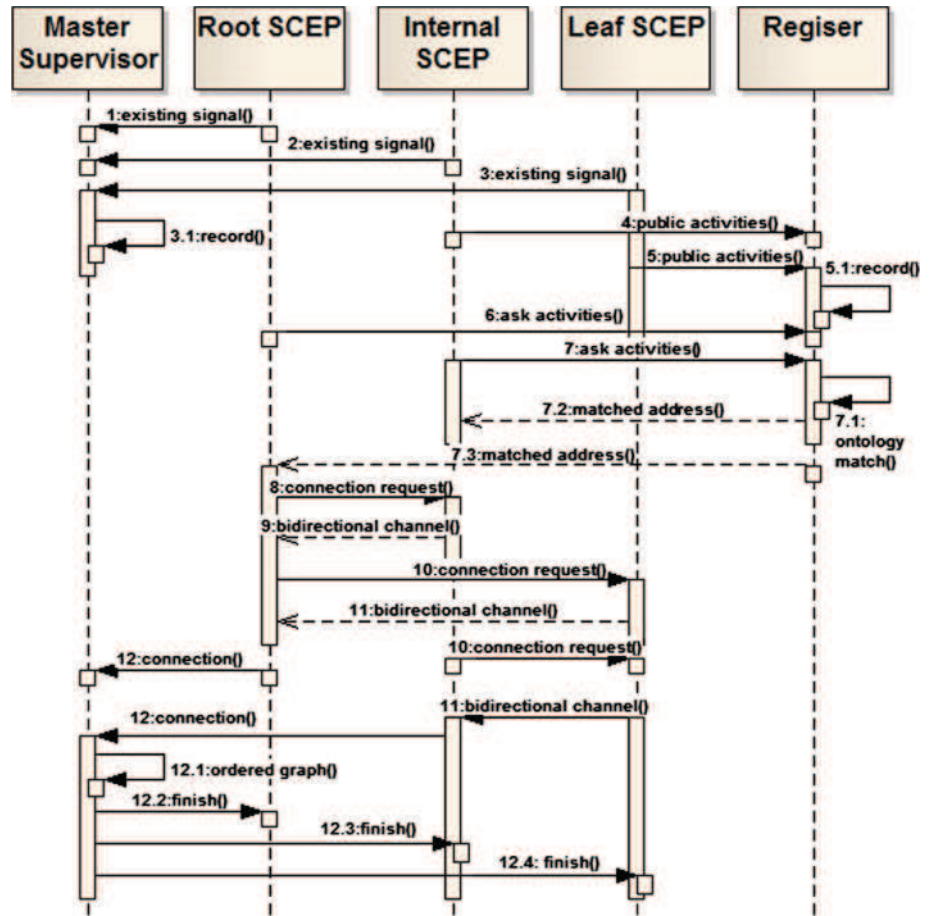 Master Supervisor
Root SCEP
Internal SCEP
Leaf SCEP
Regiser
1:existing signal()
2:existing signal()
3:existing signal()
3.1:record()
4:public activities()
5:public activities()
5.1:record()
6:ask activities()
7:ask activities()
7.1:
ontology
match()
7.2:matched address()
7.3:matched address()
8:connection request()
9:bidirectional channel()
10:connection request()
11:bidirectional channel()
10:connection request()
12:connection()
11:bidirectional channel()
12:connection()
12.1:ordered graph()
12.2:finish()
12.3:finish()
12.4: finish()